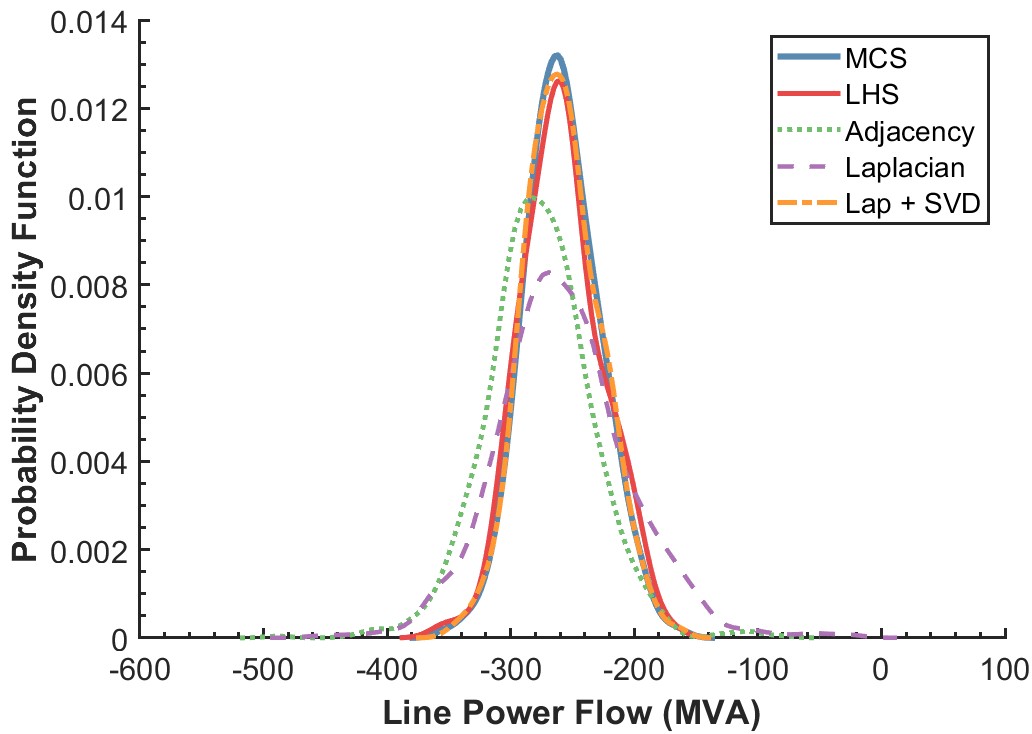 0.014
0.012
0.01
0.008
0.006
0.004
0.002
0
Probability Density Function
MCS
LHS
Adjacency
Laplacian
Lap + SVD
-600 -500 -400 -300 -200 -100 0 100
Line Power Flow (MVA)